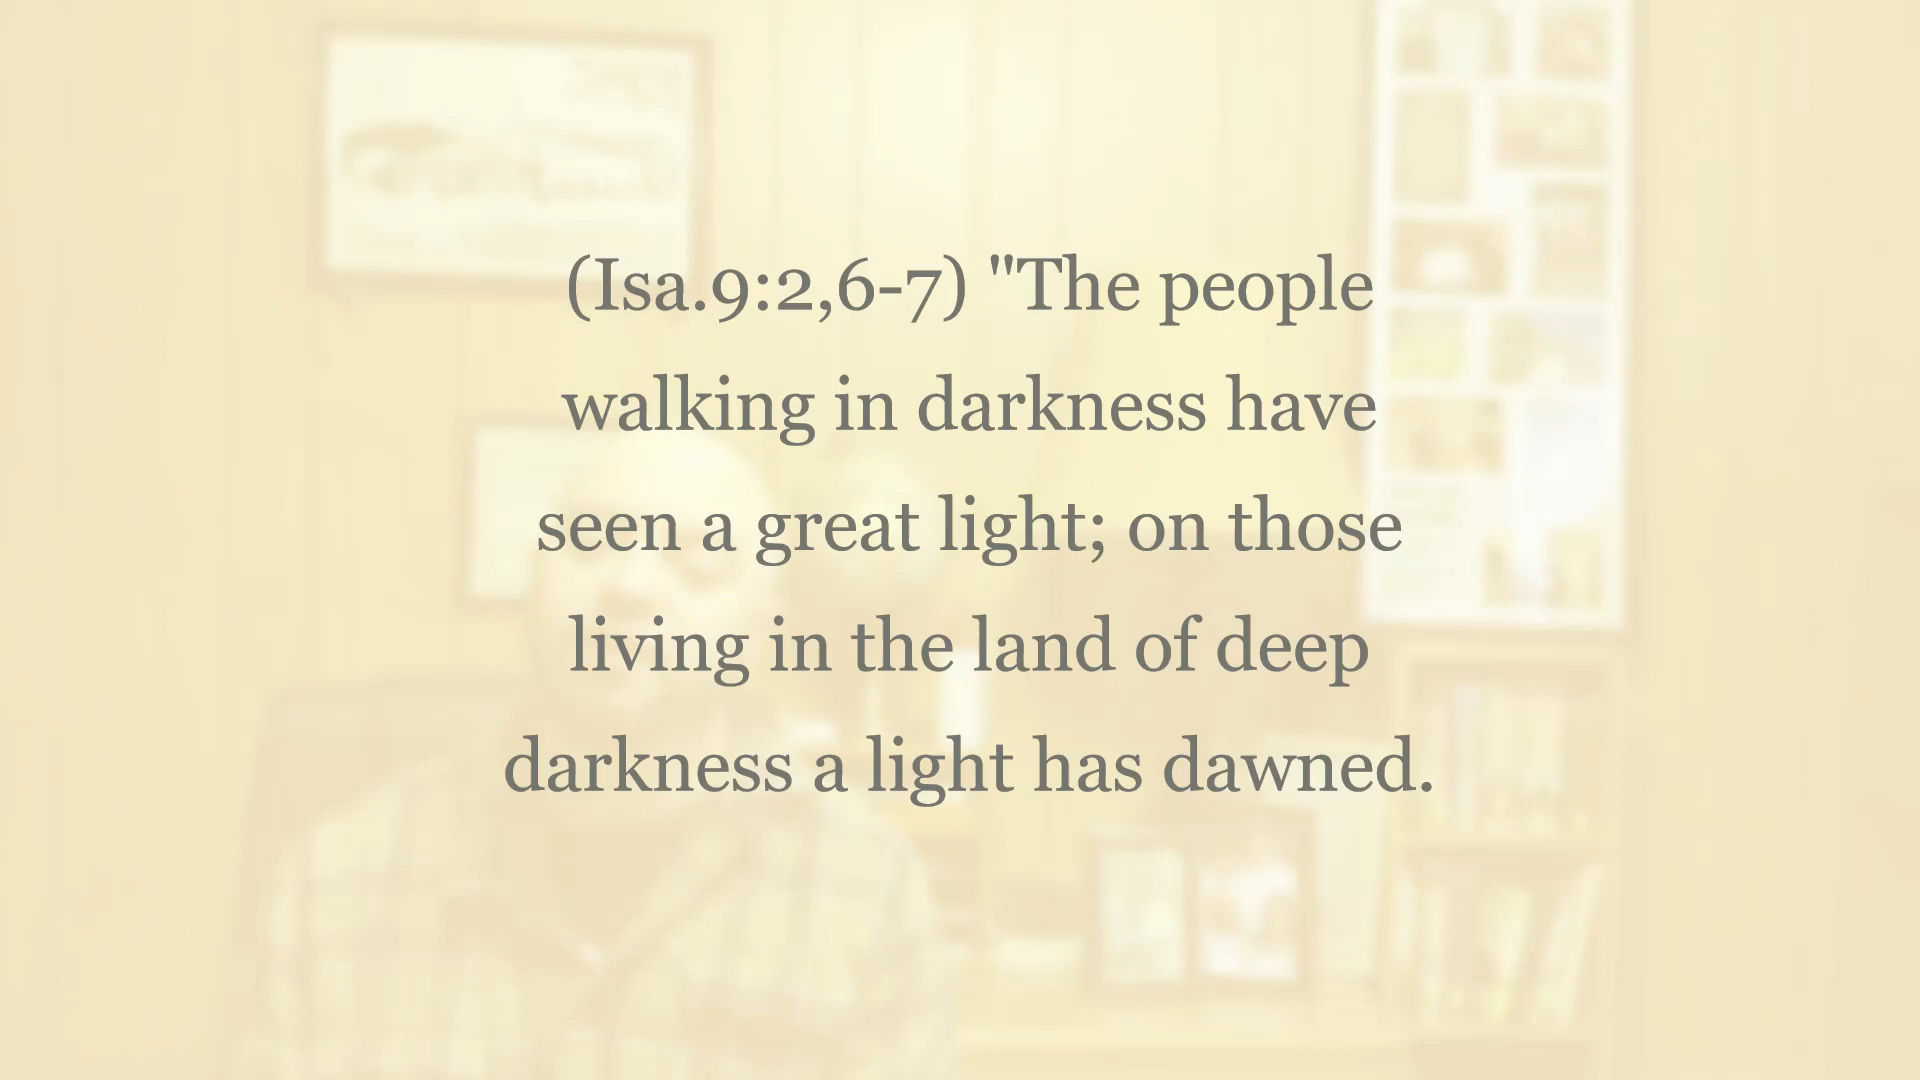 (Isa.9:2,6-7) "The people
walking in darkness have
seen a great light; on those
living in the land of deep
darkness a light has dawned.